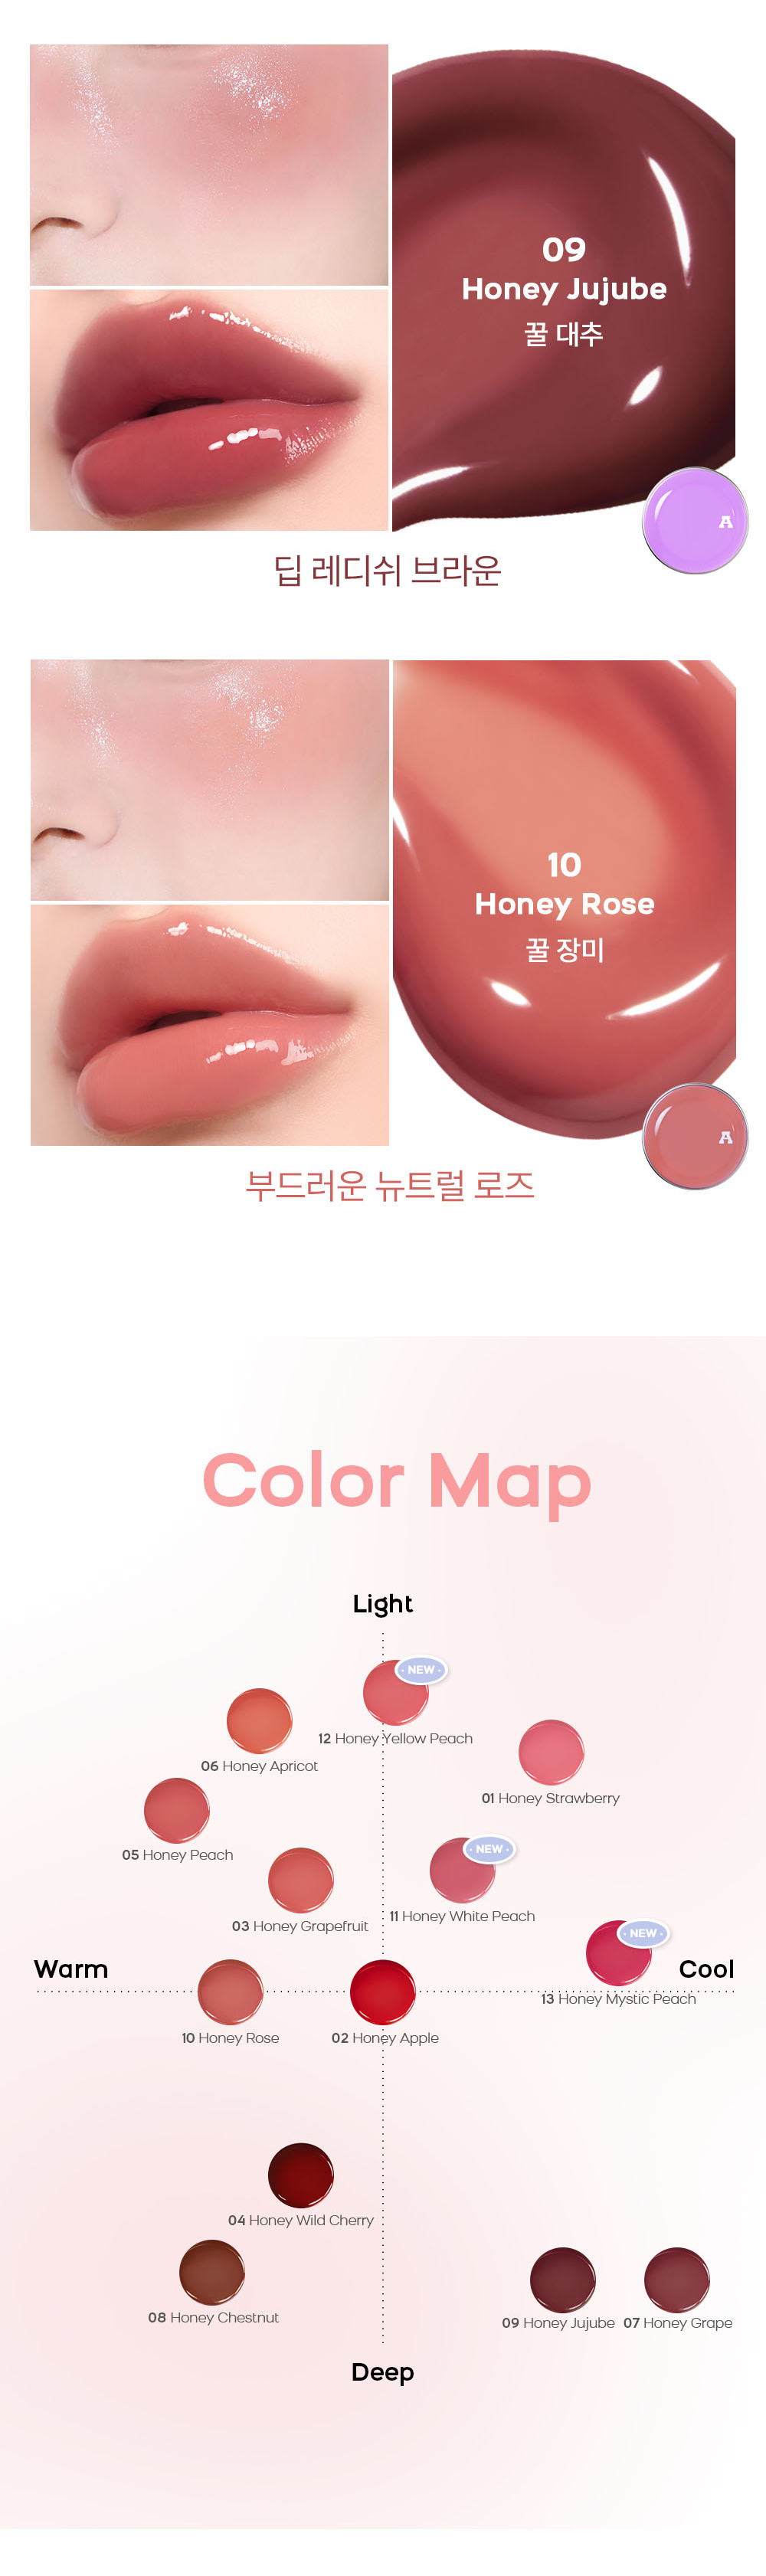 09
Honey Jujube
꿀 대추
A
딥 레디쉬 브라운
10
Honey Rose
꿀 장미
A
부드러운 뉴트럴 로즈
Color Map
Light
· NEW ·
12 Honey Yellow Peach
06 Honey Apricot
01 Honey Strawberry
05 Honey Peach
· NEW ·
11 Honey White Peach
03 Honey Grapefruit
· NEW ·
Warm
Cool
13 Honey Mystic Peach
10 Honey Rose
02 Honey Apple
04 Honey Wild Cherry
08 Honey Chestnut
09 Honey Jujube
07 Honey Grape
Deep